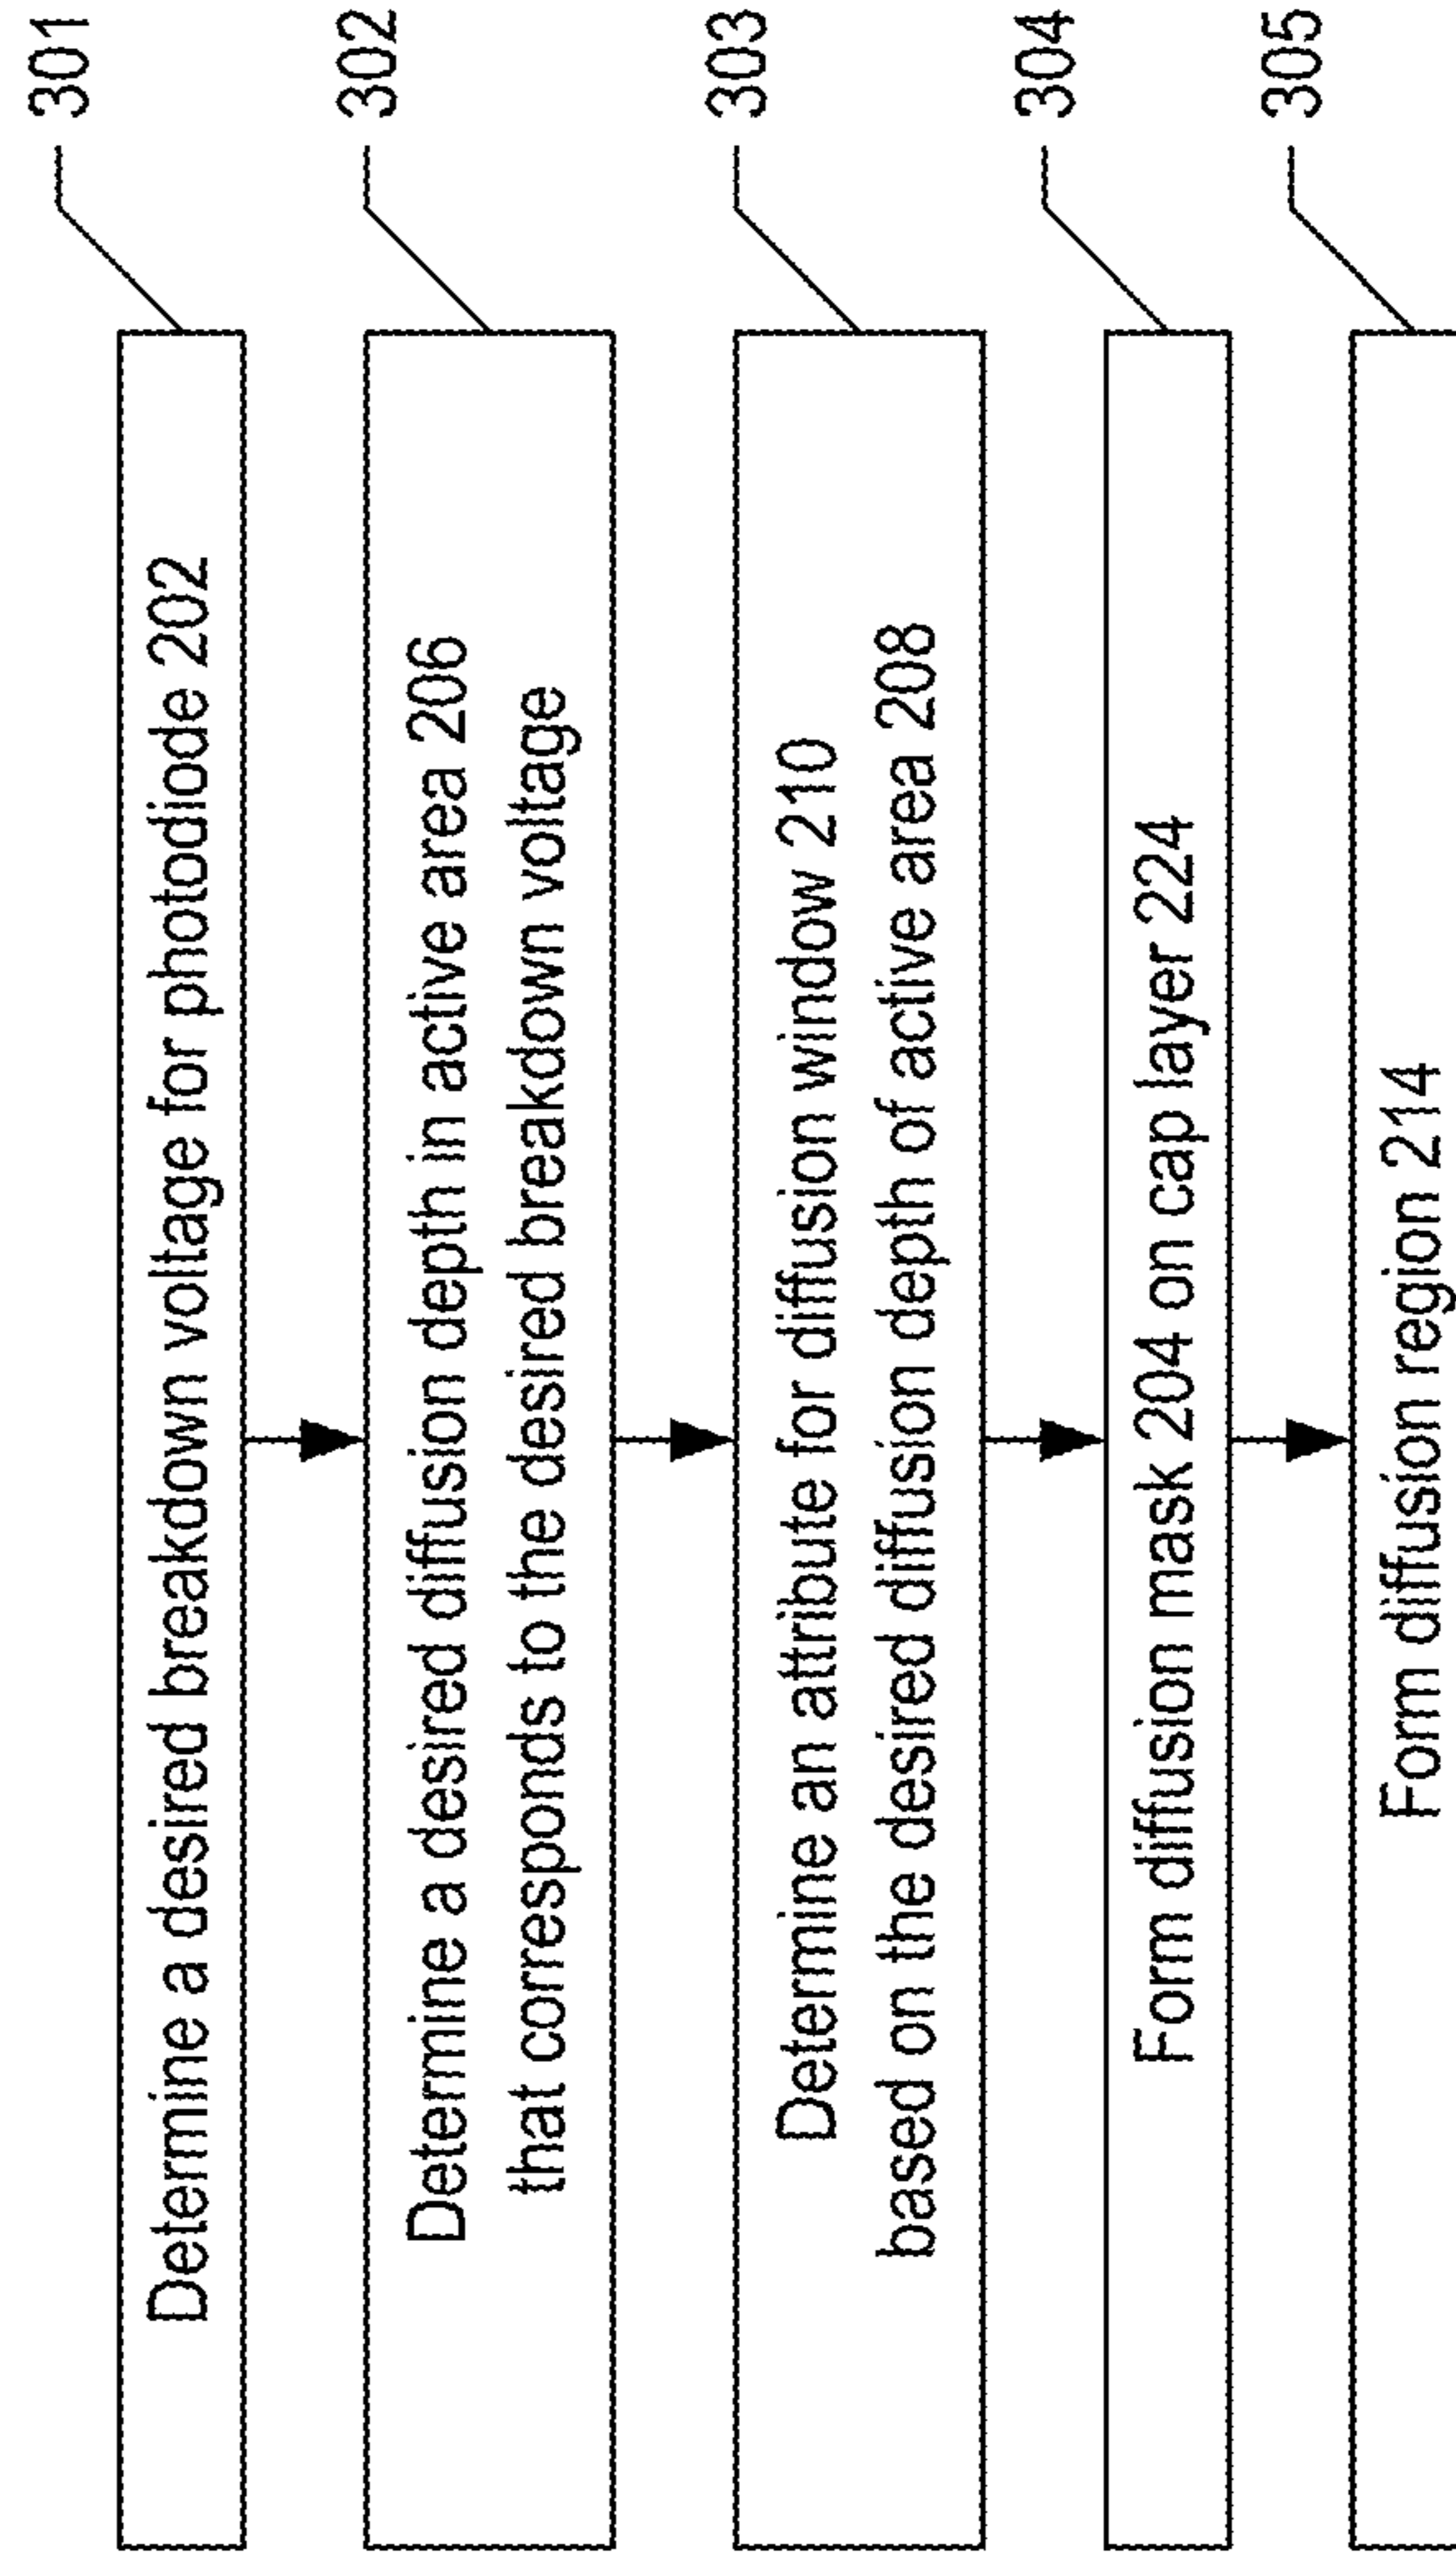 301
Determine a desired breakdown voltage for photodiode 202
302
Determine a desired diffusion depth in active area 206
that corresponds to the desired breakdown voltage
303
Determine an attribute for diffusion window 210
based on the desired diffusion depth of active area 208
304
Form diffusion mask 204 on cap layer 224
305
Form diffusion region 214